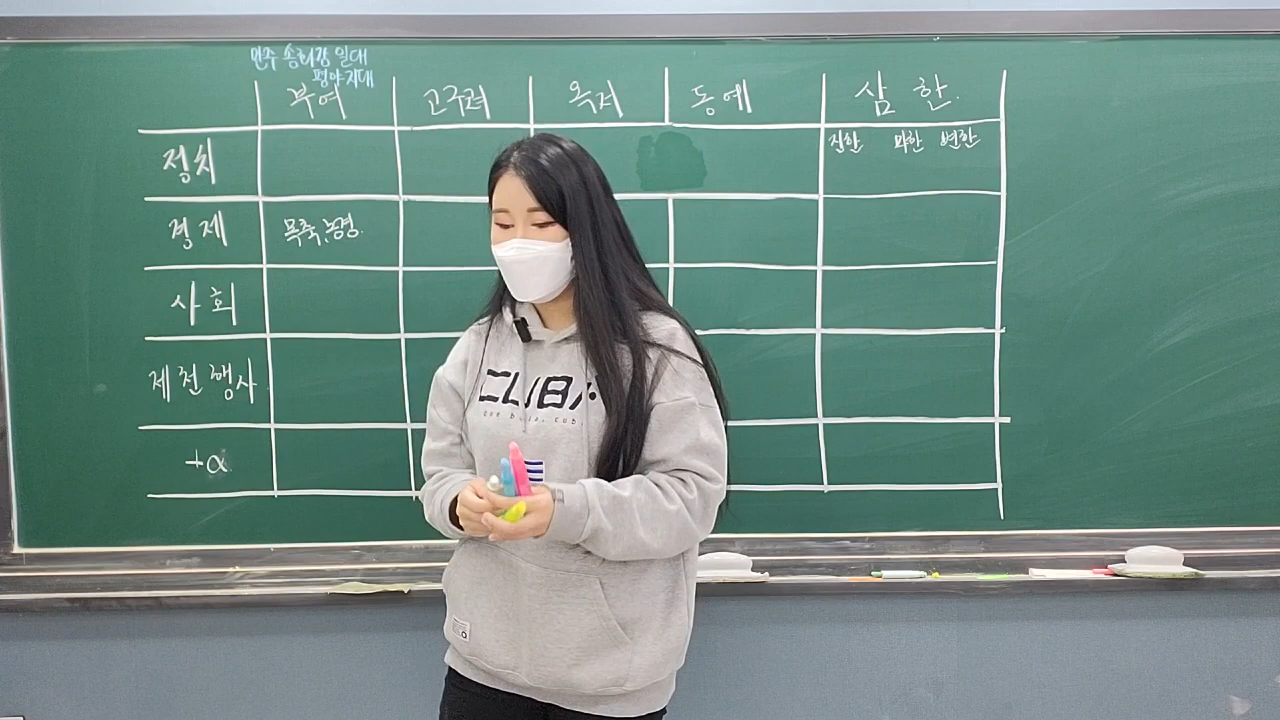 만주 송화강 일대
평야지대
부여 고구려 옥저 동예 삼 한.
정치 진한 마한 변한
경제 목축, 농경.
사회
제천행사
+α
CUBA